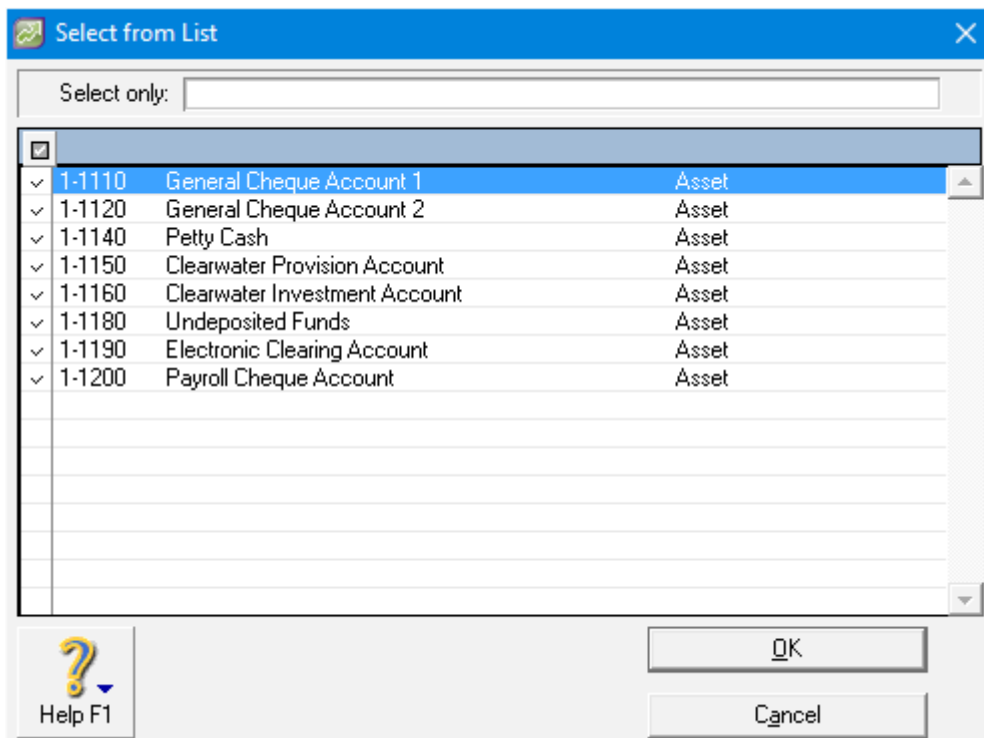 Select from List
Select only:
1-1110 General Cheque Account 1 Asset
1-1120 General Cheque Account 2 Asset
1-1140 Petty Cash Asset
1-1150 Clearwater Provision Account Asset
1-1160 Clearwater Investment Account Asset
1-1180 Undeposited Funds Asset
1-1190 Electronic Clearing Account Asset
1-1200 Payroll Cheque Account Asset
OK
Help F1
Cancel